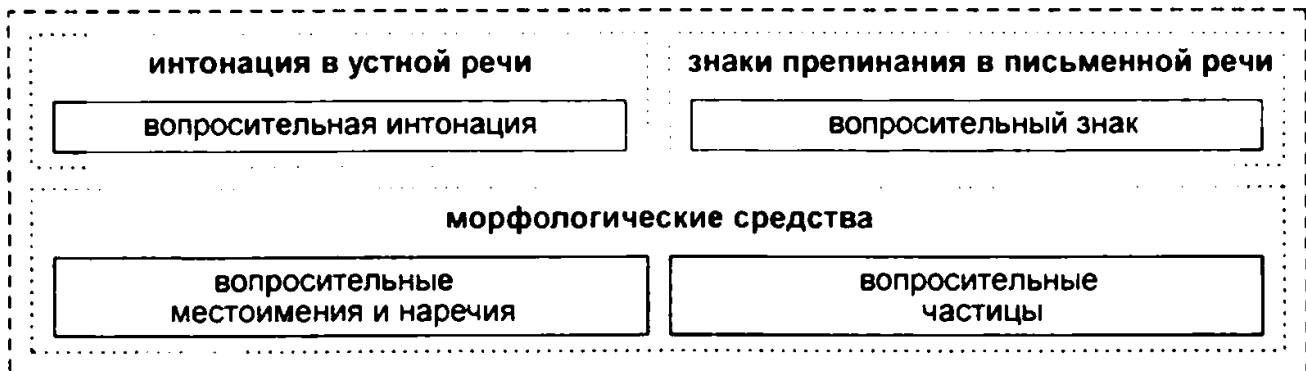 интонация в устной речи
знаки препинания в письменной речи
вопросительная интонация
вопросительный знак
морфологические средства
вопросительные
местоимения и наречия
вопросительные
частицы